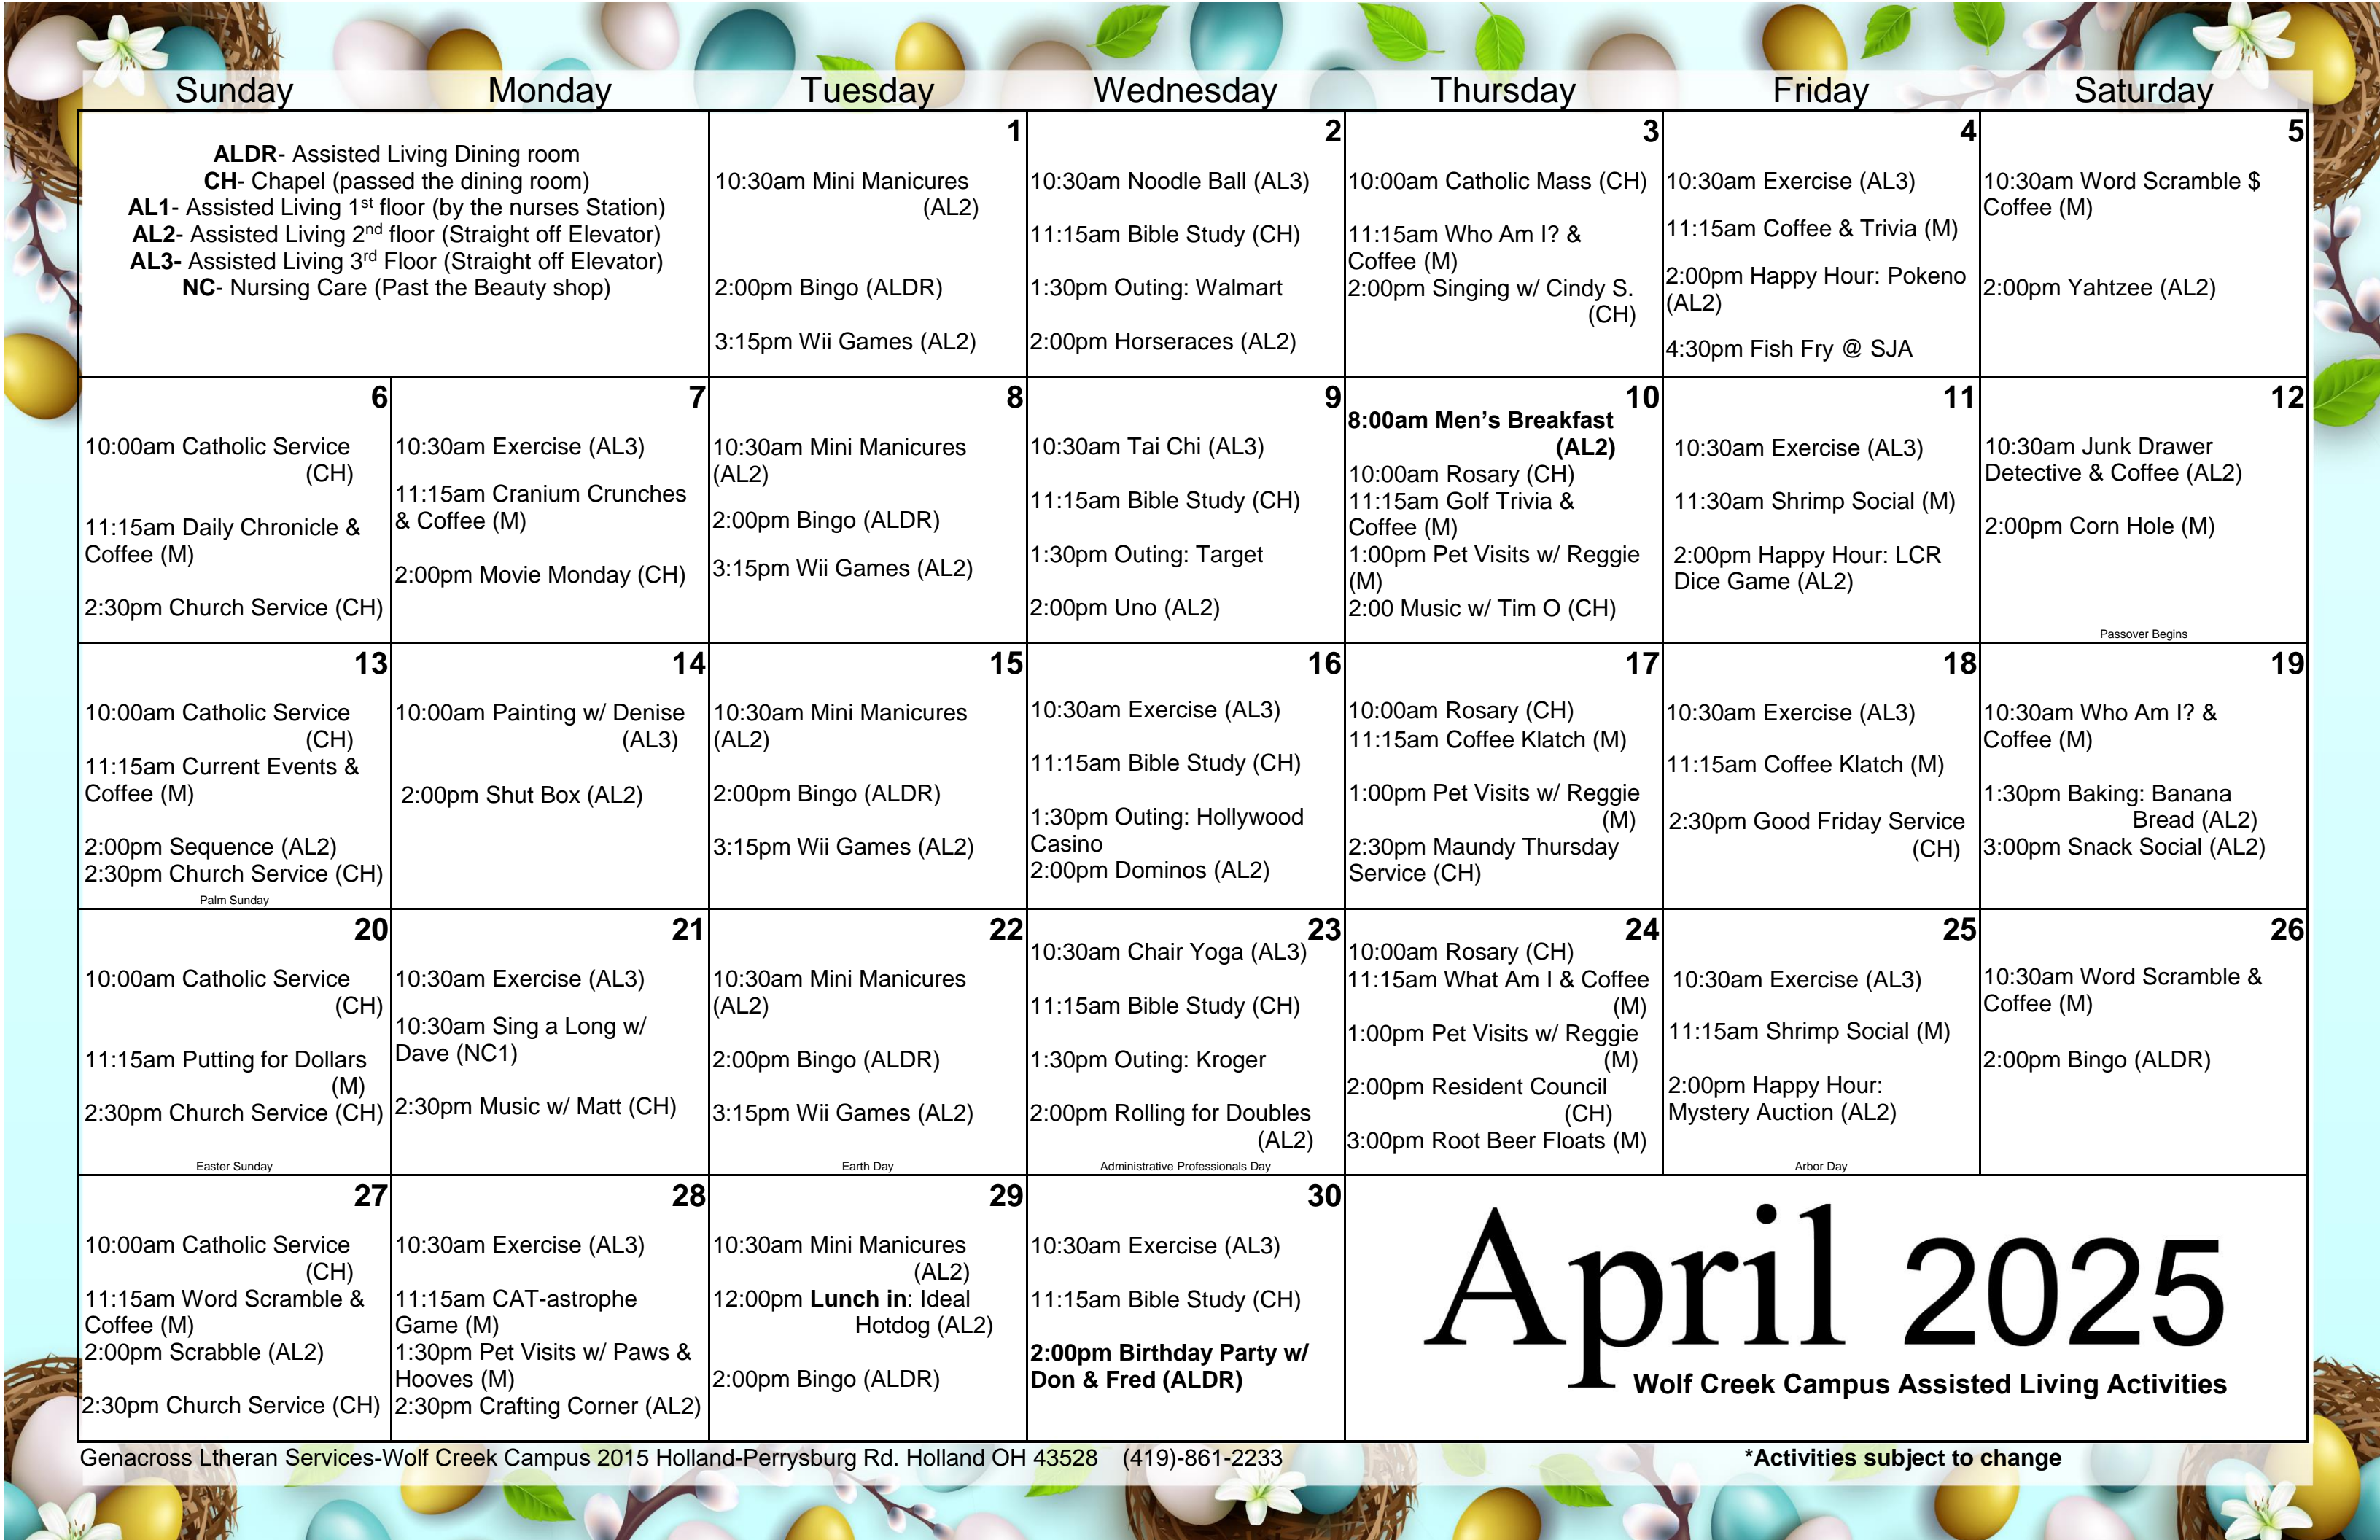 Sunday Monday Tuesday Wednesday Thursday Friday Saturday
ALDR- Assisted Living Dining room
CH- Chapel (passed the dining room)
AL1- Assisted Living 1st floor (by the nurses Station)
AL2- Assisted Living 2nd floor (Straight off Elevator)
AL3- Assisted Living 3rd Floor (Straight off Elevator)
NC- Nursing Care (Past the Beauty shop)
1
10:30am Mini Manicures
(AL2)
2:00pm Bingo (ALDR)
3:15pm Wii Games (AL2)
2
10:30am Noodle Ball (AL3)
11:15am Bible Study (CH)
1:30pm Outing: Walmart
2:00pm Horseraces (AL2)
3
10:00am Catholic Mass (CH)
11:15am Who Am I? &
Coffee (M)
2:00pm Singing w/ Cindy S.
(CH)
4
10:30am Exercise (AL3)
11:15am Coffee & Trivia (M)
2:00pm Happy Hour: Pokeno
(AL2)
4:30pm Fish Fry @ SJA
5
10:30am Word Scramble $
Coffee (M)
2:00pm Yahtzee (AL2)
6
10:00am Catholic Service
(CH)
11:15am Daily Chronicle &
Coffee (M)
2:30pm Church Service (CH)
7
10:30am Exercise (AL3)
11:15am Cranium Crunches
& Coffee (M)
2:00pm Movie Monday (CH)
8
10:30am Mini Manicures
(AL2)
2:00pm Bingo (ALDR)
3:15pm Wii Games (AL2)
9
10:30am Tai Chi (AL3)
11:15am Bible Study (CH)
1:30pm Outing: Target
2:00pm Uno (AL2)
10
8:00am Men’s Breakfast
(AL2)
10:00am Rosary (CH)
11:15am Golf Trivia &
Coffee (M)
1:00pm Pet Visits w/ Reggie
(M)
2:00 Music w/ Tim O (CH)
11
10:30am Exercise (AL3)
11:30am Shrimp Social (M)
2:00pm Happy Hour: LCR
Dice Game (AL2)
12
10:30am Junk Drawer
Detective & Coffee (AL2)
2:00pm Corn Hole (M)
Passover Begins
13
10:00am Catholic Service
(CH)
11:15am Current Events &
Coffee (M)
2:00pm Sequence (AL2)
2:30pm Church Service (CH)
Palm Sunday
14
10:00am Painting w/ Denise
(AL3)
2:00pm Shut Box (AL2)
15
10:30am Mini Manicures
(AL2)
2:00pm Bingo (ALDR)
3:15pm Wii Games (AL2)
16
10:30am Exercise (AL3)
11:15am Bible Study (CH)
1:30pm Outing: Hollywood
Casino
2:00pm Dominos (AL2)
17
10:00am Rosary (CH)
11:15am Coffee Klatch (M)
1:00pm Pet Visits w/ Reggie
(M)
2:30pm Maundy Thursday
Service (CH)
18
10:30am Exercise (AL3)
11:15am Coffee Klatch (M)
2:30pm Good Friday Service
(CH)
19
10:30am Who Am I? &
Coffee (M)
1:30pm Baking: Banana
Bread (AL2)
3:00pm Snack Social (AL2)
20
10:00am Catholic Service
(CH)
11:15am Putting for Dollars
(M)
2:30pm Church Service (CH)
Easter Sunday
21
10:30am Exercise (AL3)
10:30am Sing a Long w/
Dave (NC1)
2:30pm Music w/ Matt (CH)
22
10:30am Mini Manicures
(AL2)
2:00pm Bingo (ALDR)
3:15pm Wii Games (AL2)
Earth Day
23
10:30am Chair Yoga (AL3)
11:15am Bible Study (CH)
1:30pm Outing: Kroger
2:00pm Rolling for Doubles
(AL2)
Administrative Professionals Day
24
10:00am Rosary (CH)
11:15am What Am I & Coffee
(M)
1:00pm Pet Visits w/ Reggie
(M)
2:00pm Resident Council
(CH)
3:00pm Root Beer Floats (M)
25
10:30am Exercise (AL3)
11:15am Shrimp Social (M)
2:00pm Happy Hour:
Mystery Auction (AL2)
Arbor Day
26
10:30am Word Scramble &
Coffee (M)
2:00pm Bingo (ALDR)
27
10:00am Catholic Service
(CH)
11:15am Word Scramble &
Coffee (M)
2:00pm Scrabble (AL2)
2:30pm Church Service (CH)
28
10:30am Exercise (AL3)
11:15am CAT-astrophe
Game (M)
1:30pm Pet Visits w/ Paws &
Hooves (M)
2:30pm Crafting Corner (AL2)
29
10:30am Mini Manicures
(AL2)
12:00pm Lunch in: Ideal
Hotdog (AL2)
2:00pm Bingo (ALDR)
30
10:30am Exercise (AL3)
11:15am Bible Study (CH)
2:00pm Birthday Party w/
Don & Fred (ALDR)
April 2025
Wolf Creek Campus Assisted Living Activities
Genacross Ltheran Services-Wolf Creek Campus 2015 Holland-Perrysburg Rd. Holland OH 43528 (419)-861-2233
*Activities subject to change